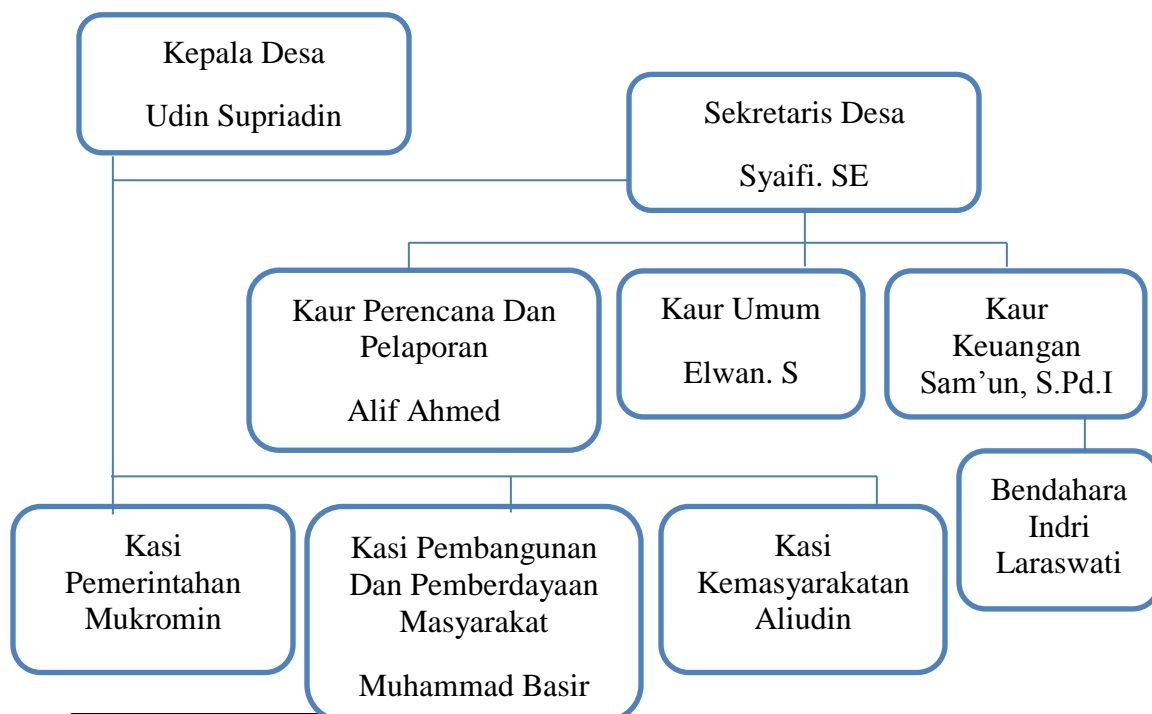 Kepala Desa
Udin Supriadin
Sekretaris Desa
Syaifi. SE
Kaur Perencana Dan
Pelaporan
Alif Ahmed
Kaur Umum
Elwan. S
Kaur
Keuangan
Sam’un, S.Pd.I
Bendahara
Indri
Laraswati
Kasi
Pemerintahan
Mukromin
Kasi Pembangunan
Dan Pemberdayaan
Masyarakat
Muhammad Basir
Kasi
Kemasyarakatan
Aliudin